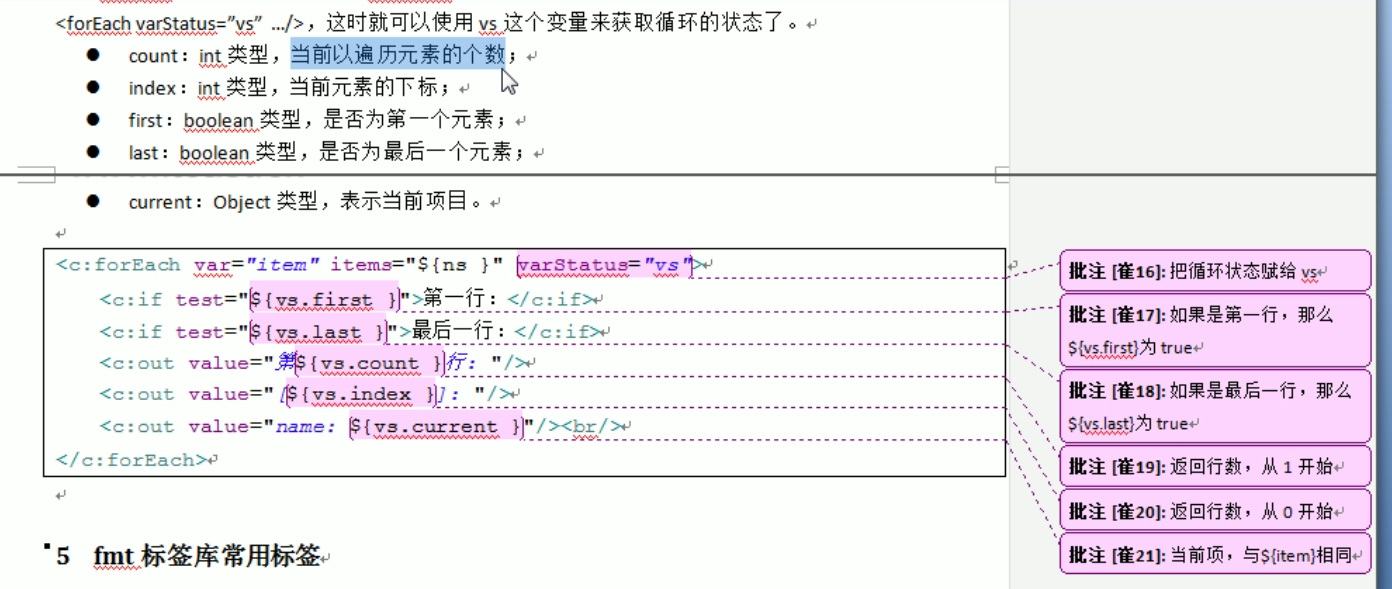 <forEach varStatus=”vs” …/>，这时就可以使用 vs 这个变量来获取循环的状态了。
● count：int 类型，当前以遍历元素的个数；
● index：int 类型，当前元素的下标；
● first：boolean 类型，是否为第一个元素；
● last：boolean 类型，是否为最后一个元素；
● current：Object 类型，表示当前项目。
<c:forEach var="item" items="${ns }" varStatus="vs">
<c:if test="${vs.first }">第一行：</c:if>
<c:if test="${vs.last }">最后一行：</c:if>
<c:out value="第${vs.count }行: "/>
<c:out value="[${vs.index }]: "/>
<c:out value="name: ${vs.current }"/><br/>
</c:forEach>
批注 [崔16]: 把循环状态赋给 vs
批注 [崔17]: 如果是第一行，那么
${vs.first}为 true
批注 [崔18]: 如果是最后一行，那么
${vs.last}为 true
批注 [崔19]: 返回行数，从 1 开始
批注 [崔20]: 返回行数，从 0 开始
批注 [崔21]: 当前项，与${item}相同
5 fmt 标签库常用标签